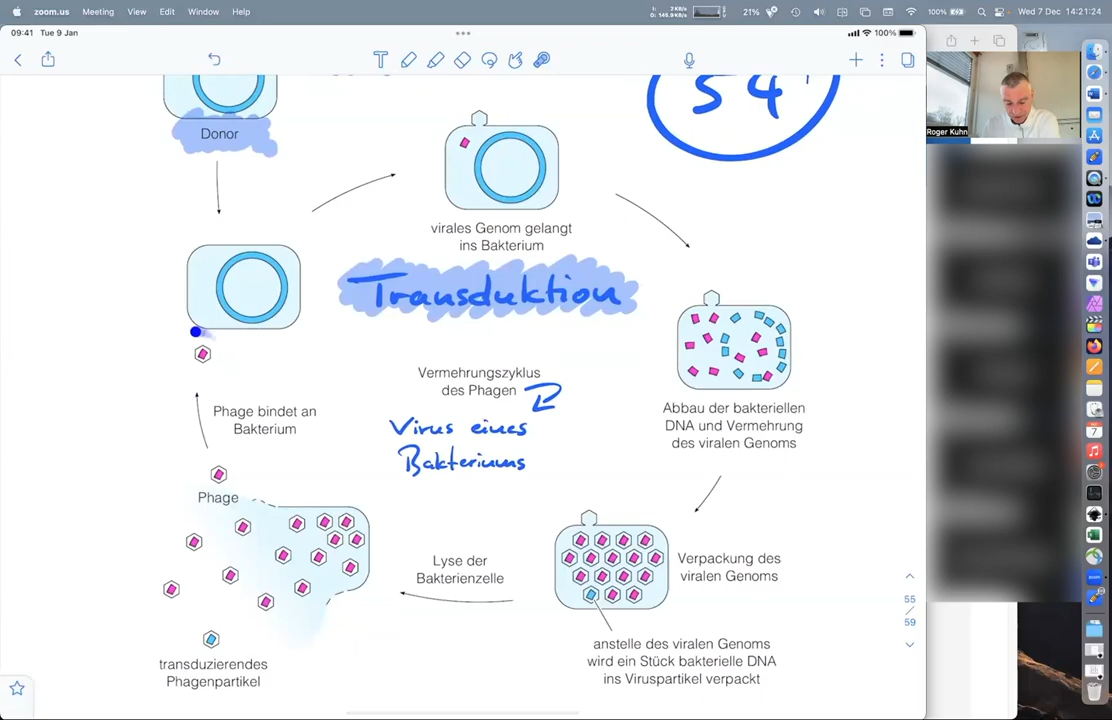 zoom.us Meeting View Edit Window Help
21% 100% Wed 7 Dec 14:21:24
09:41 Tue 9 Jan
100%
54
Roger Kuhn
Donor
virales Genom gelangt
ins Bakterium
Transduktion
Vermehrungszyklus
des Phagen
Virus eines
Bakteriums
Phage bindet an
Bakterium
Abbau der bakteriellen
DNA und Vermehrung
des viralen Genoms
Phage
Lyse der
Bakterienzelle
Verpackung des
viralen Genoms
55
/
59
anstelle des viralen Genoms
wird ein Stück bakterielle DNA
ins Viruspartikel verpackt
transduzierendes
Phagenpartikel